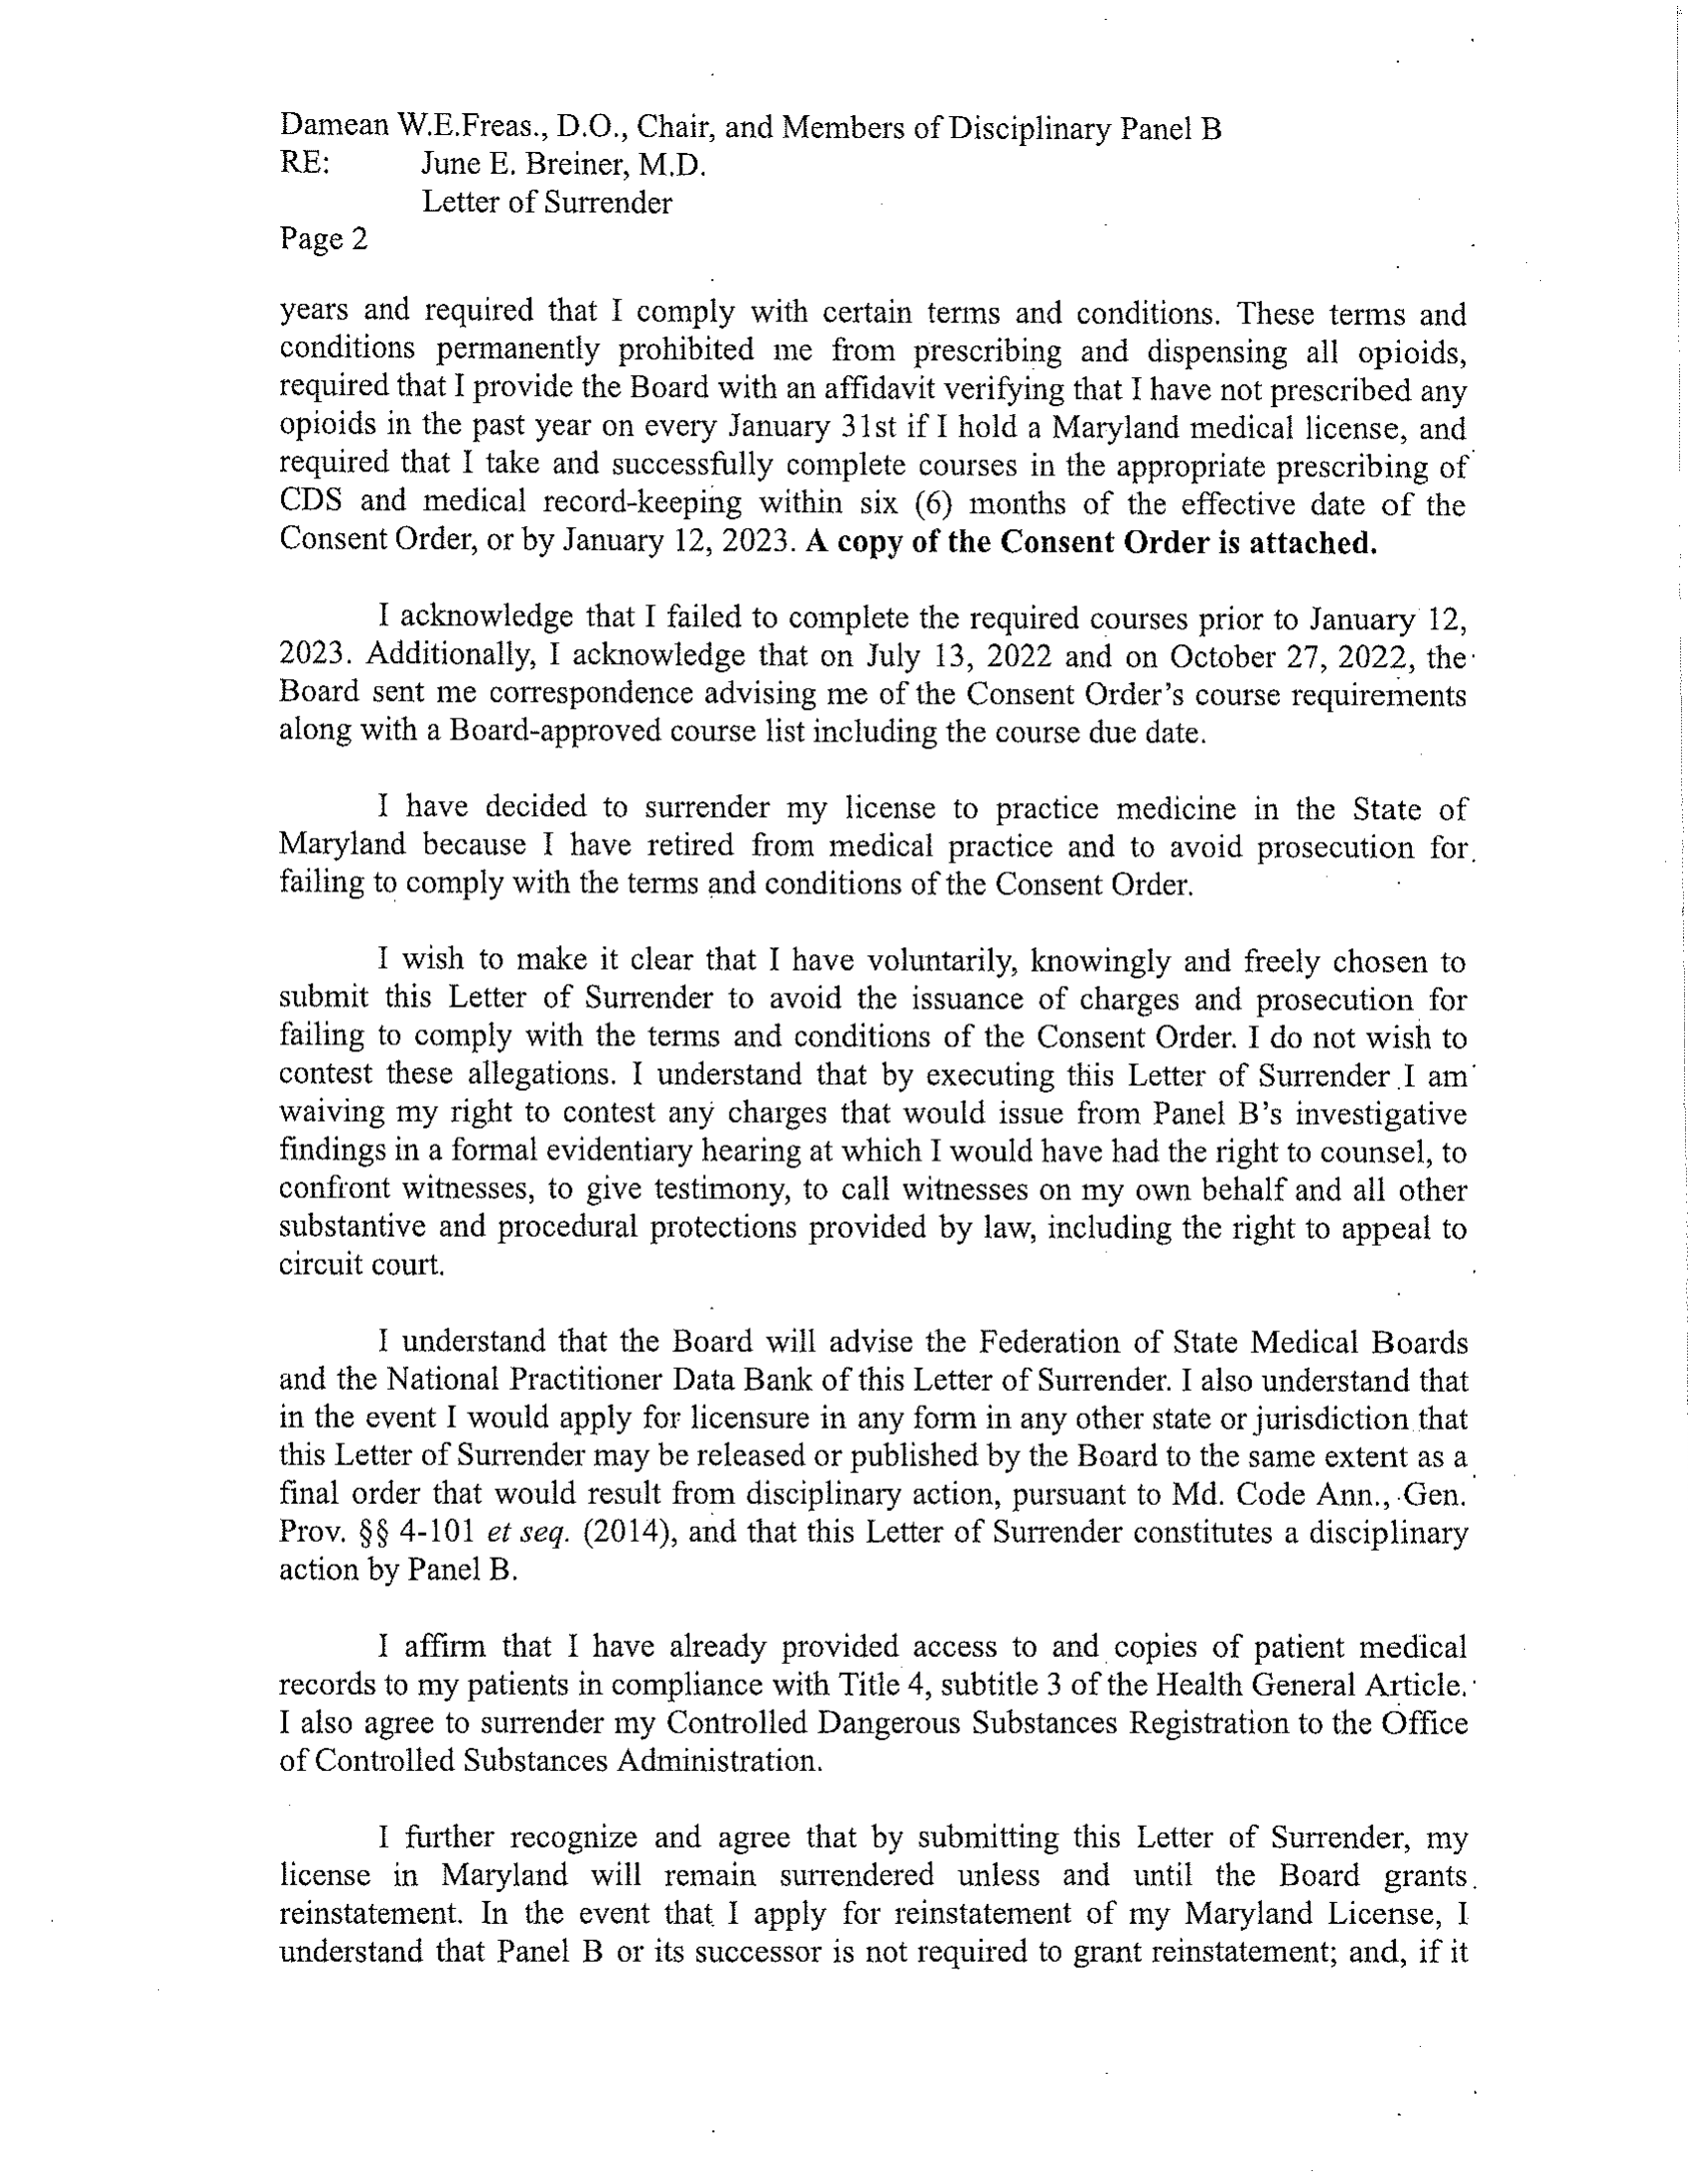 Damean W.E.Freas., D.O., Chair, and Members of Disciplinary Panel B
RE: June E. Breiner, M.D.
Letter of Surrender
Page 2
years and required that I comply with certain terms and conditions. These terms and
conditions permanently prohibited me from prescribing and dispensing all opioids,
required that I provide the Board with an affidavit verifying that I have not prescribed any
opioids in the past year on every January 31st if I hold a Maryland medical license, and
required that I take and successfully complete courses in the appropriate prescribing of
CDS and medical record-keeping within six (6) months of the effective date of the
Consent Order, or by January 12, 2023. A copy of the Consent Order is attached.
I acknowledge that I failed to complete the required courses prior to January 12,
2023. Additionally, I acknowledge that on July 13, 2022 and on October 27, 2022, the
Board sent me correspondence advising me of the Consent Order's course requirements
along with a Board-approved course list including the course due date.
I have decided to surrender my license to practice medicine in the State of
Maryland because I have retired from medical practice and to avoid prosecution for
failing to comply with the terms and conditions of the Consent Order.
I wish to make it clear that I have voluntarily, knowingly and freely chosen to
submit this Letter of Surrender to avoid the issuance of charges and prosecution for
failing to comply with the terms and conditions of the Consent Order. I do not wish to
contest these allegations. I understand that by executing this Letter of Surrender I am
waiving my right to contest any charges that would issue from Panel B's investigative
findings in a formal evidentiary hearing at which I would have had the right to counsel, to
confront witnesses, to give testimony, to call witnesses on my own behalf and all other
substantive and procedural protections provided by law, including the right to appeal to
circuit court.
I understand that the Board will advise the Federation of State Medical Boards
and the National Practitioner Data Bank of this Letter of Surrender. I also understand that
in the event I would apply for licensure in any form in any other state or jurisdiction that
this Letter of Surrender may be released or published by the Board to the same extent as a
final order that would result from disciplinary action, pursuant to Md. Code Ann., Gen.
Prov. §§ 4-101 et seq. (2014), and that this Letter of Surrender constitutes a disciplinary
action by Panel B.
I affirm that I have already provided access to and copies of patient medical
records to my patients in compliance with Title 4, subtitle 3 of the Health General Article.
I also agree to surrender my Controlled Dangerous Substances Registration to the Office
of Controlled Substances Administration.
I further recognize and agree that by submitting this Letter of Surrender, my
license in Maryland will remain surrendered unless and until the Board grants
reinstatement. In the event that I apply for reinstatement of my Maryland License, I
understand that Panel B or its successor is not required to grant reinstatement; and, if it